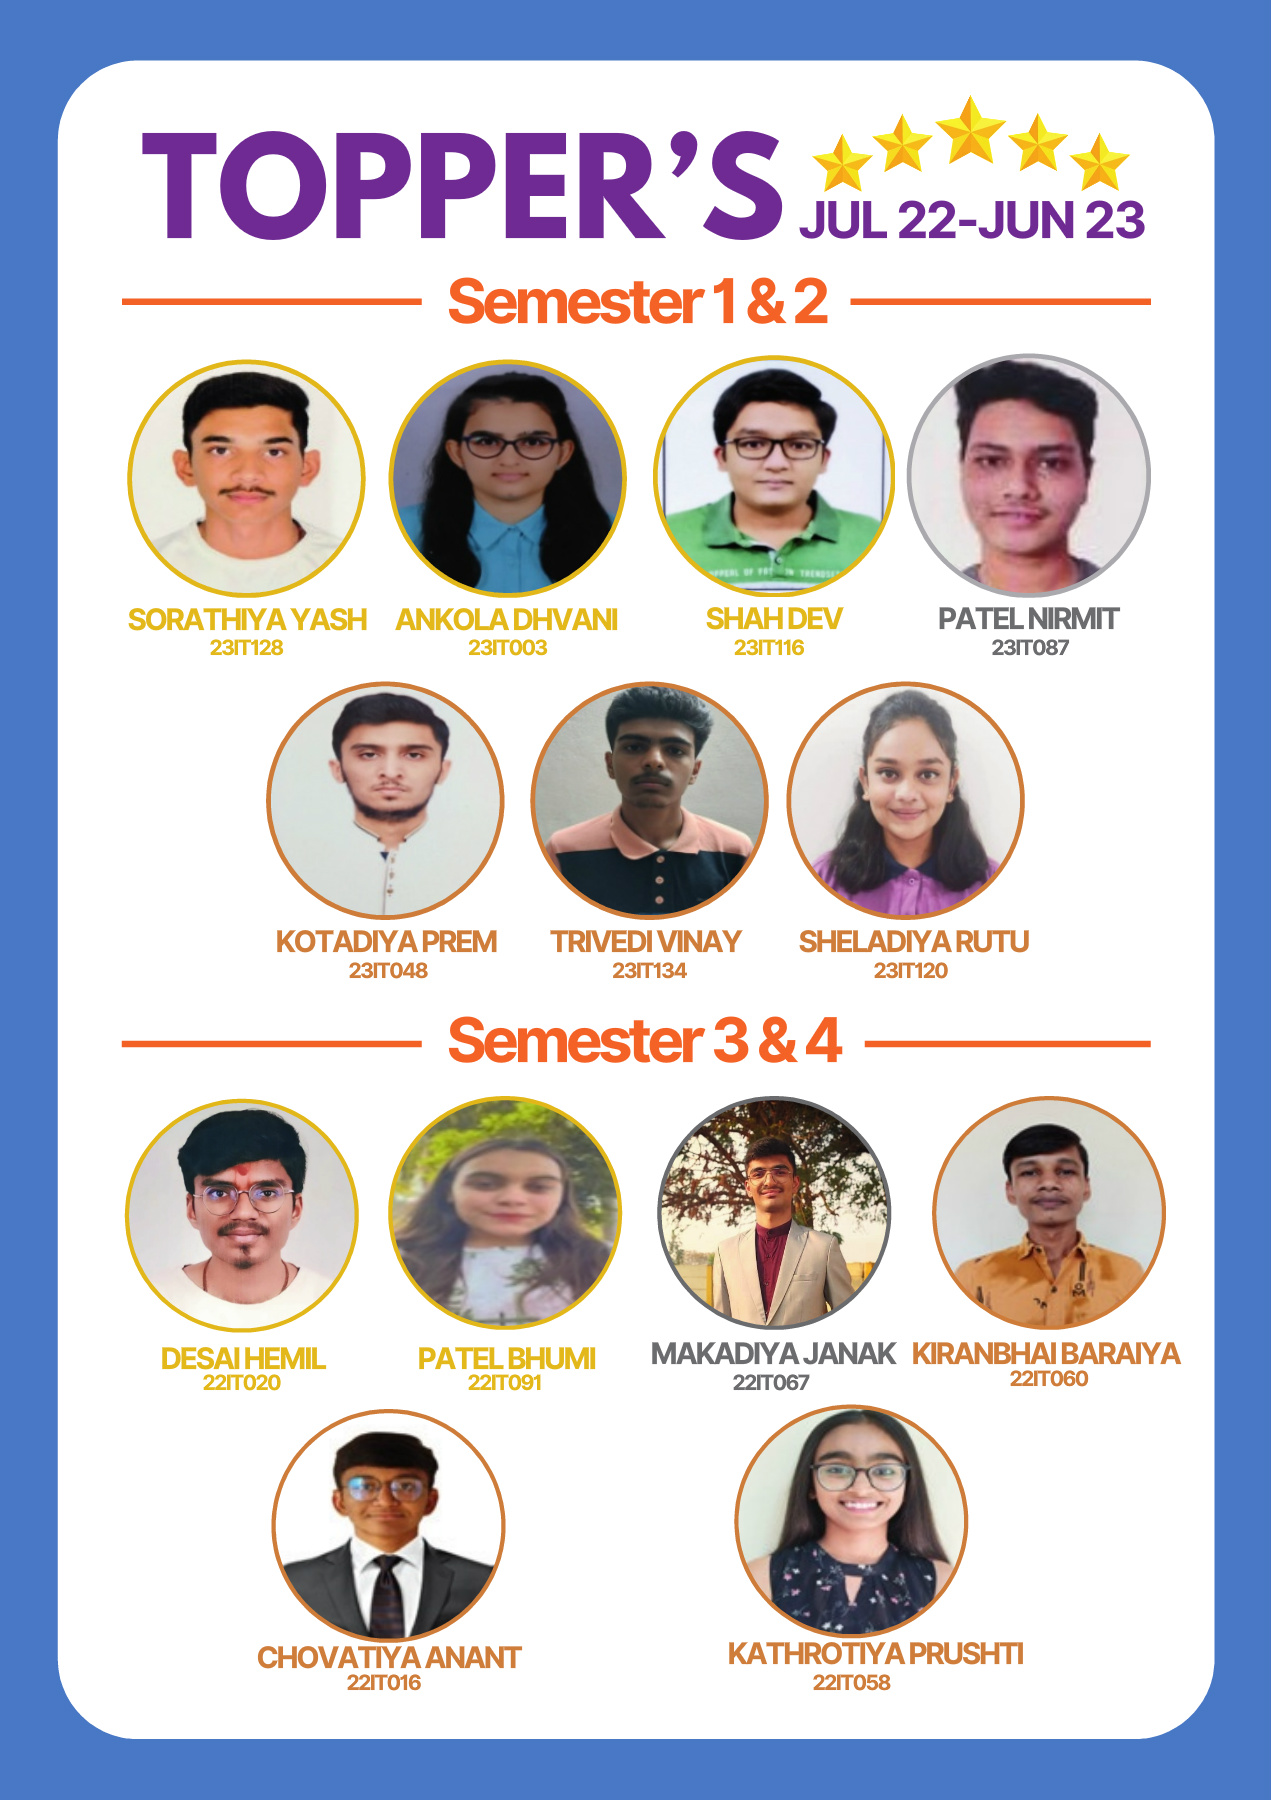 TOPPER'S
JUL 22-JUN 23
Semester 1 & 2
SORATHIYA YASH
23IT128
ANKOLA DHVANI
23IT003
SHAH DEV
23IT116
PATEL NIRMIT
23IT087
KOTADIYA PREM
23IT048
TRIVEDI VINAY
23IT134
SHELADIYA RUTU
23IT120
Semester 3 & 4
DESAI HEMIL
22IT020
PATEL BHUMI
22IT091
MAKADIYA JANAK
22IT067
KIRANBHAI BARAIYA
22IT060
CHOVATIYA ANANT
22IT016
KATHROTIYA PRUSHTI
22IT058